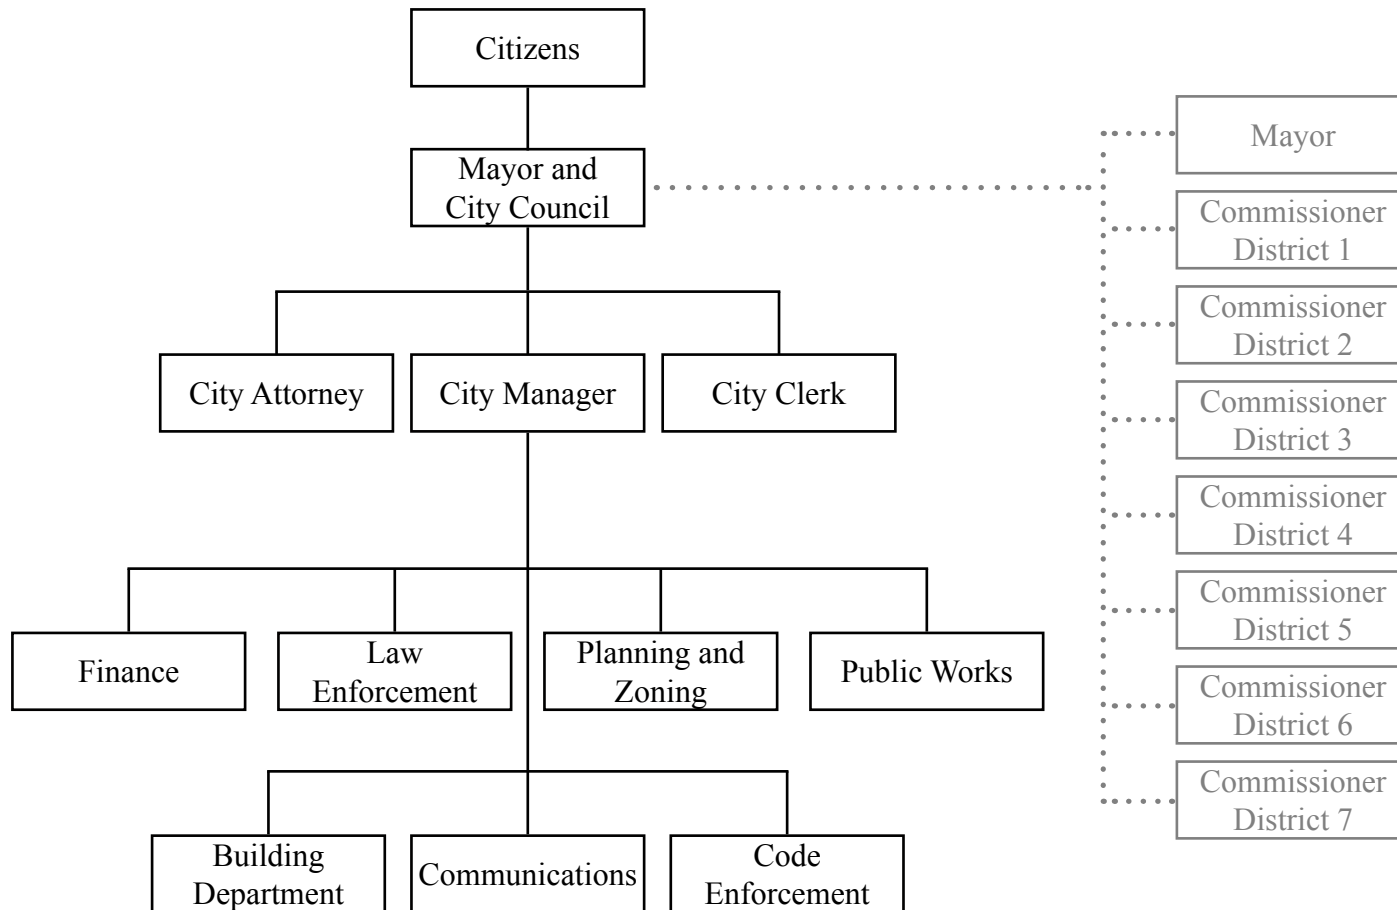 Citizens
Mayor and
City Council
City Attorney
City Manager
City Clerk
Finance
Law
Enforcement
Planning and
Zoning
Public Works
Building
Department
Communications
Code
Enforcement
Mayor
Commissioner
District 1
Commissioner
District 2
Commissioner
District 3
Commissioner
District 4
Commissioner
District 5
Commissioner
District 6
Commissioner
District 7